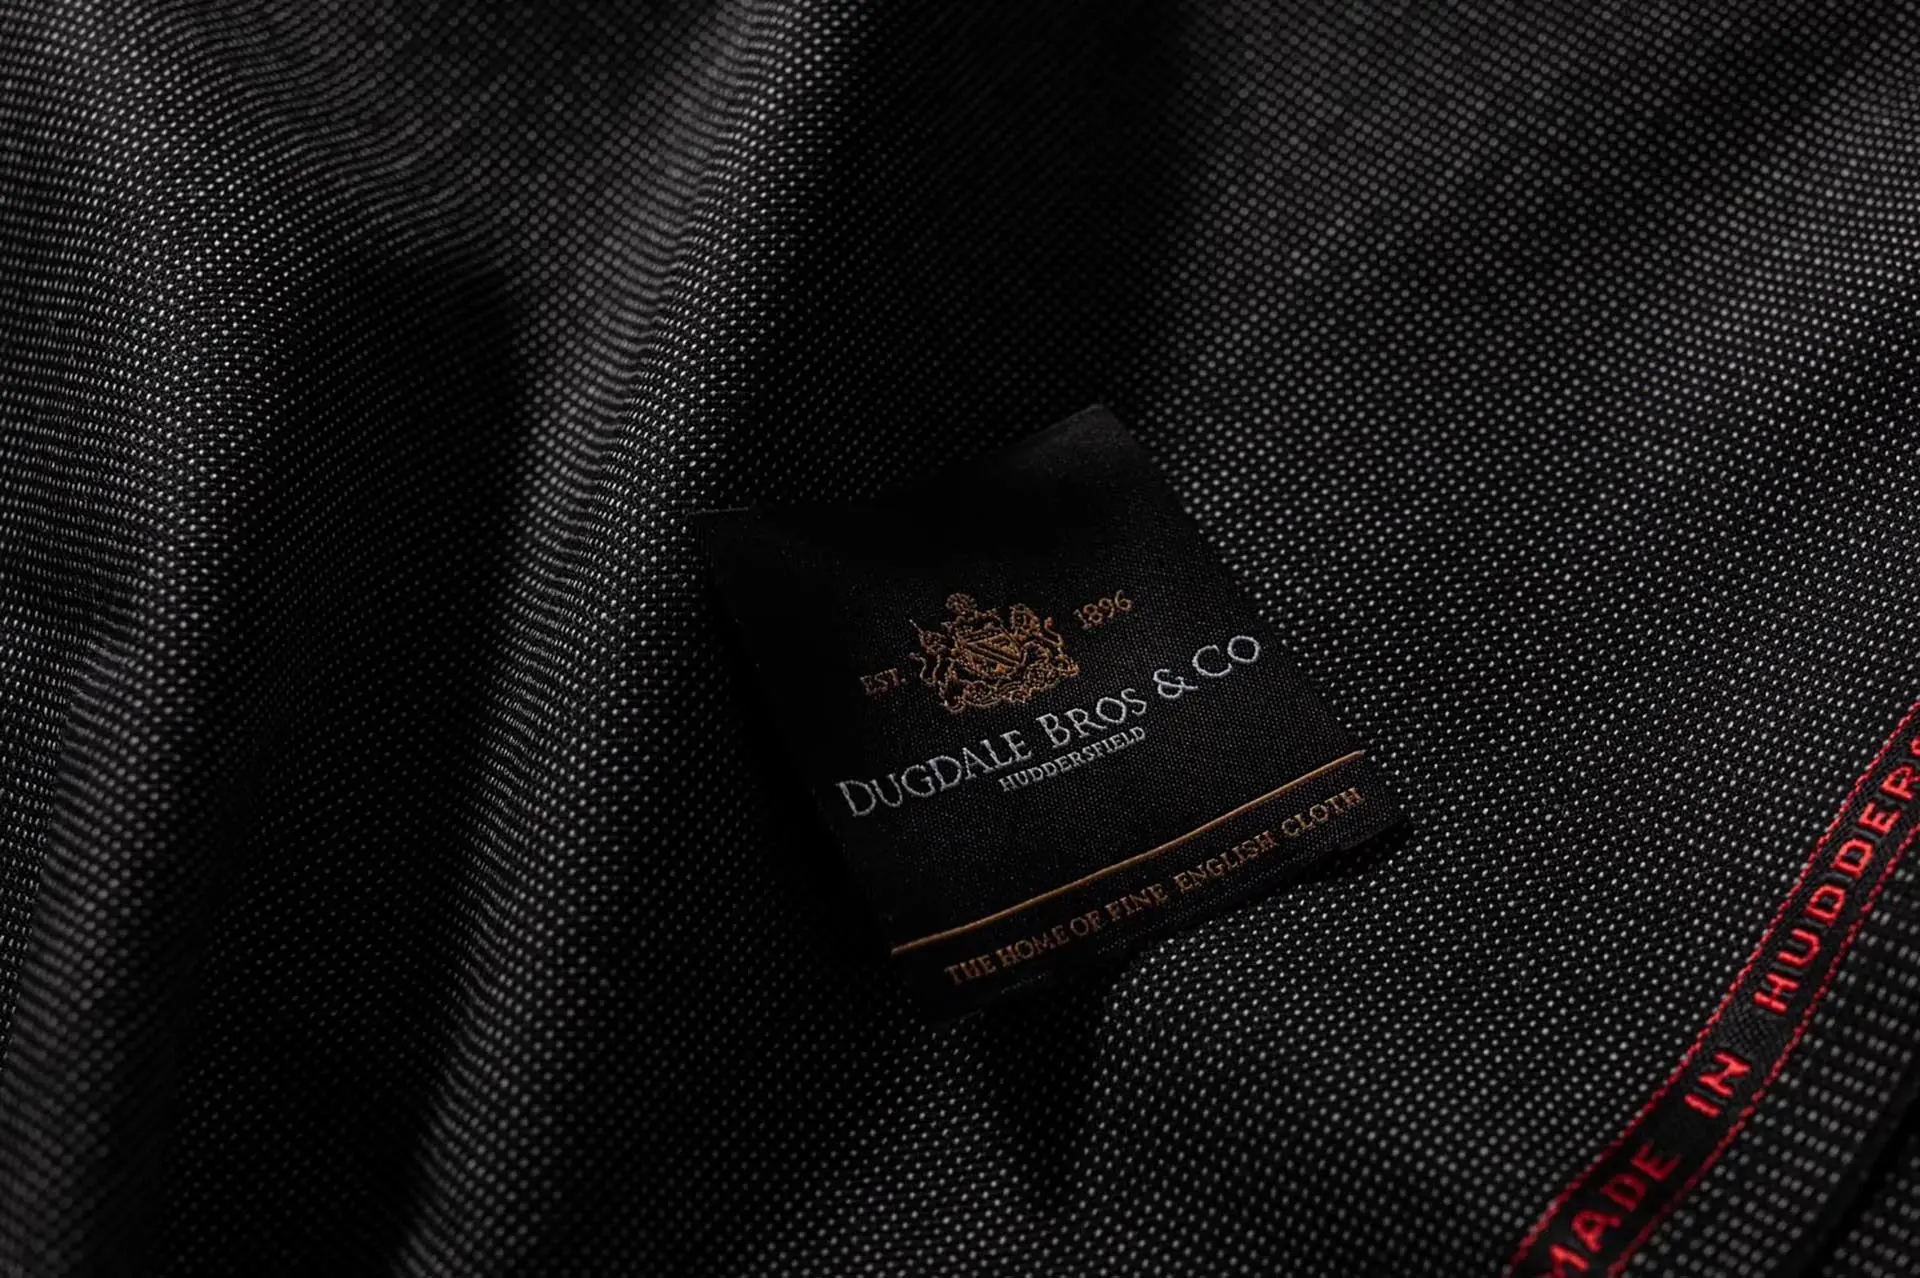 EST. 1896
DUGDALE BROS & CO
HUDDERSFIELD
THE HOME OF FINE ENGLISH CLOTH
MADE IN HUDDERS